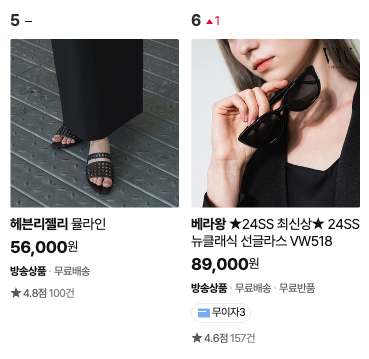 5 –
헤븐리젤리 뮬라인
56,000원
방송상품 · 무료배송
★ 4.8점 100건
6 ▲1
베라왕 ★24SS 최신상★ 24SS
뉴클래식 선글라스 VW518
89,000원
방송상품 · 무료배송 · 무료반품
무이자3
★ 4.6점 157건